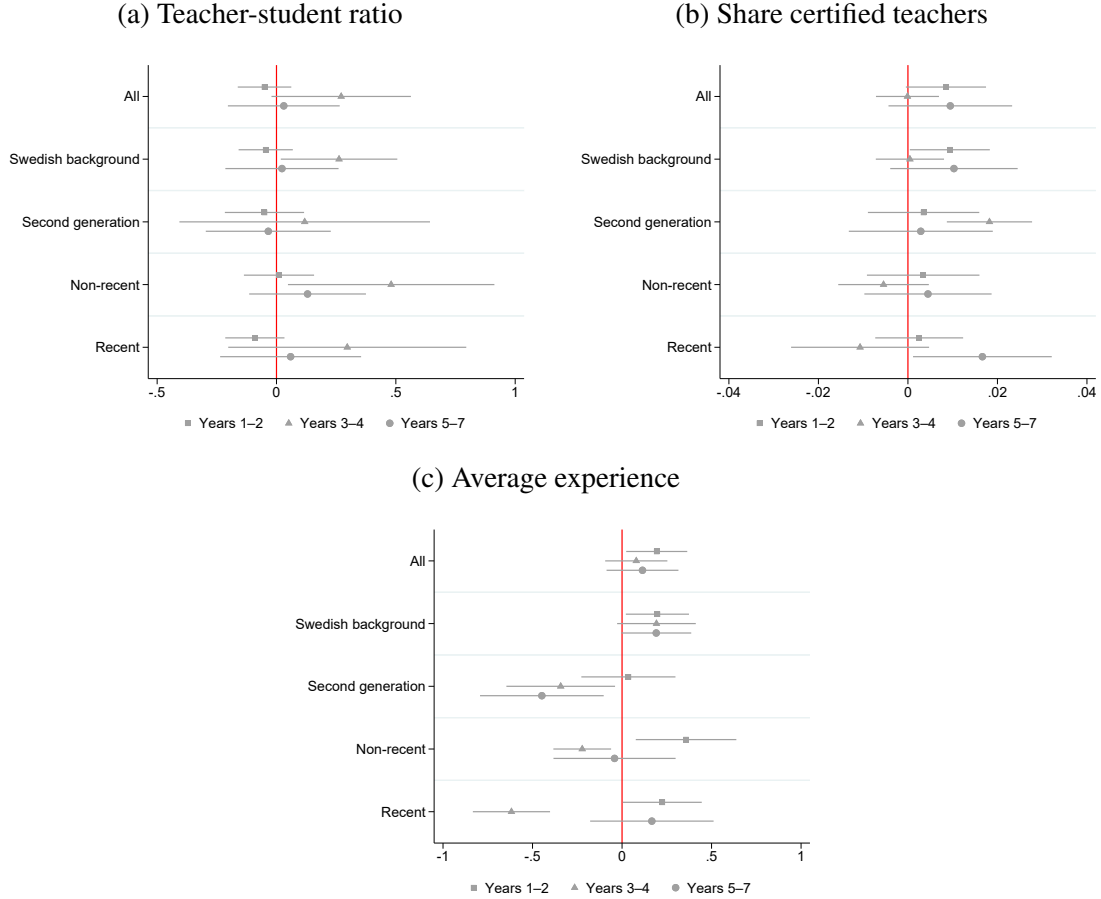 (a) Teacher-student ratio
All
Swedish background
Second generation
Non-recent
Recent
-.5 0 .5 1
Years 1–2 Years 3–4 Years 5–7
(b) Share certified teachers
All
Swedish background
Second generation
Non-recent
Recent
-.04 -.02 0 .02 .04
Years 1–2 Years 3–4 Years 5–7
(c) Average experience
All
Swedish background
Second generation
Non-recent
Recent
-1 -.5 0 .5 1
Years 1–2 Years 3–4 Years 5–7